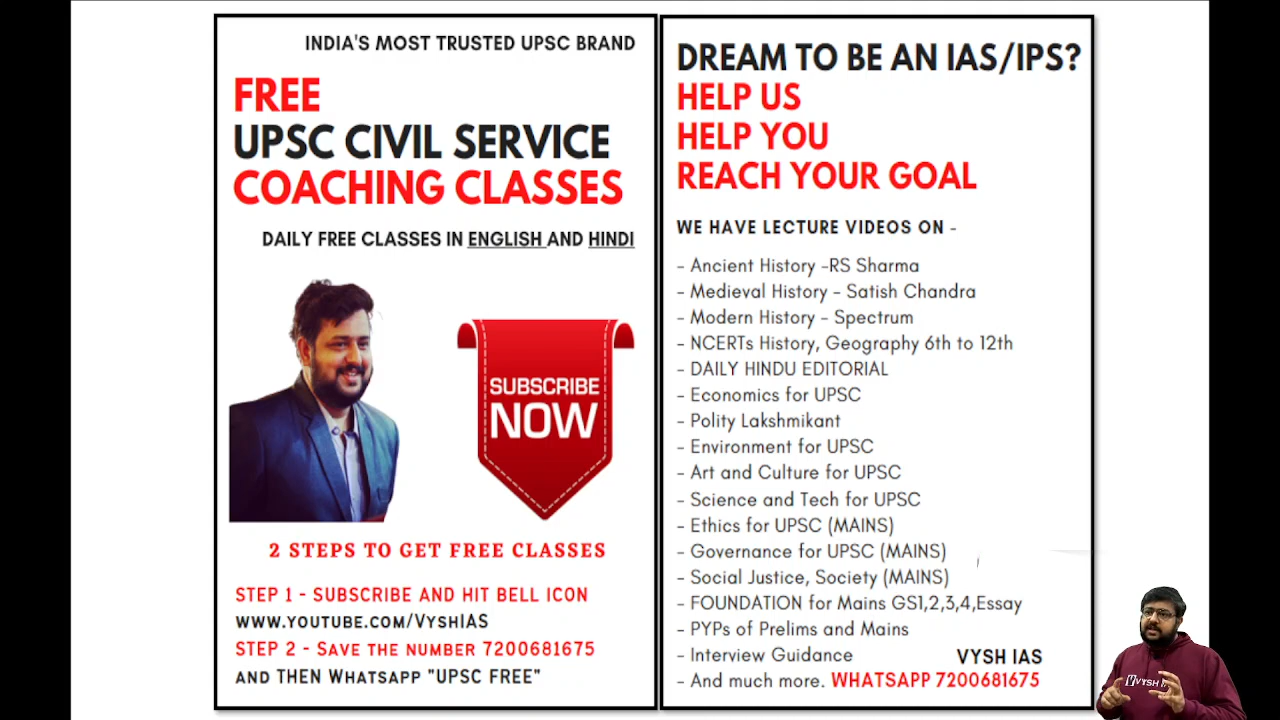 INDIA'S MOST TRUSTED UPSC BRAND
FREE
UPSC CIVIL SERVICE
COACHING CLASSES
DAILY FREE CLASSES IN ENGLISH AND HINDI
SUBSCRIBE
NOW
2 STEPS TO GET FREE CLASSES
STEP 1 - SUBSCRIBE AND HIT BELL ICON
WWW.YOUTUBE.COM/VYSHIAS
STEP 2 - SAVE THE NUMBER 7200681675
AND THEN WHATSAPP "UPSC FREE"
DREAM TO BE AN IAS/IPS?
HELP US
HELP YOU
REACH YOUR GOAL
WE HAVE LECTURE VIDEOS ON -
- Ancient History -RS Sharma
- Medieval History - Satish Chandra
- Modern History - Spectrum
- NCERTs History, Geography 6th to 12th
- DAILY HINDU EDITORIAL
- Economics for UPSC
- Polity Lakshmikant
- Environment for UPSC
- Art and Culture for UPSC
- Science and Tech for UPSC
- Ethics for UPSC (MAINS)
- Governance for UPSC (MAINS)
- Social Justice, Society (MAINS)
- FOUNDATION for Mains GS1,2,3,4,Essay
- PYPs of Prelims and Mains
- Interview Guidance VYSH IAS
- And much more. WHATSAPP 7200681675
VYSH